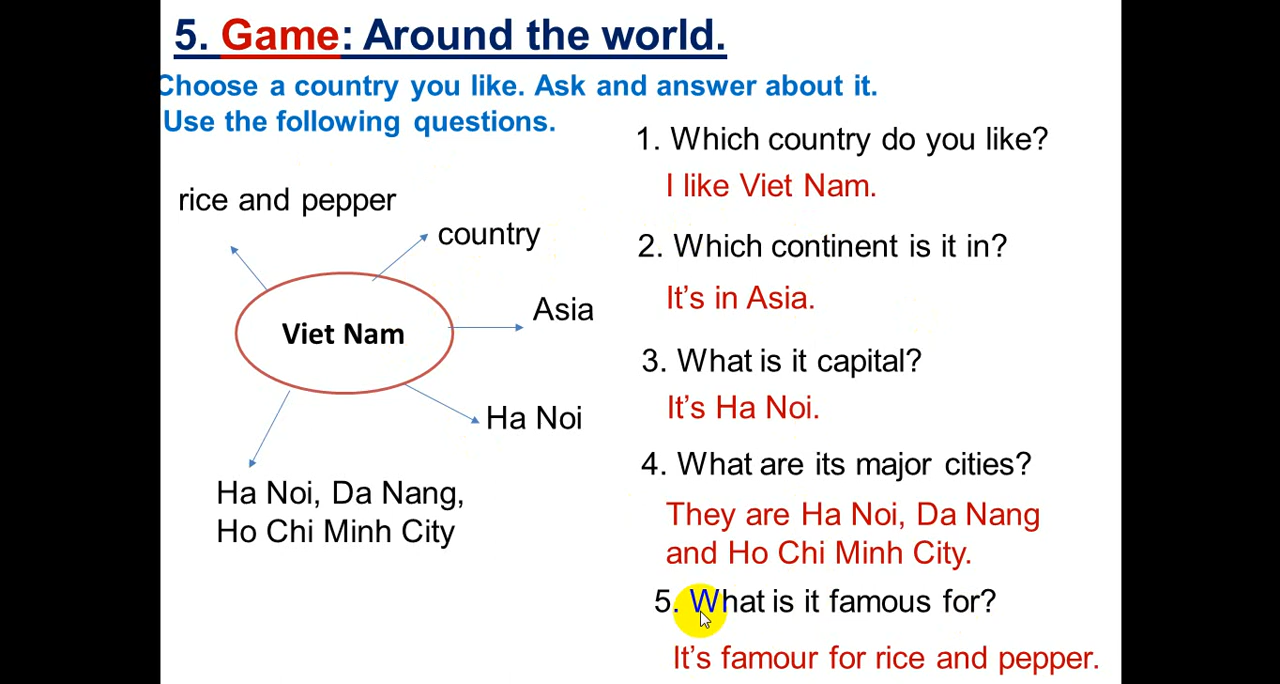 5. Game: Around the world.
Choose a country you like. Ask and answer about it.
Use the following questions.
rice and pepper
country
Asia
Viet Nam
Ha Noi
Ha Noi, Da Nang,
Ho Chi Minh City
1. Which country do you like?
I like Viet Nam.
2. Which continent is it in?
It's in Asia.
3. What is it capital?
It's Ha Noi.
4. What are its major cities?
They are Ha Noi, Da Nang
and Ho Chi Minh City.
5. What is it famous for?
It's famour for rice and pepper.